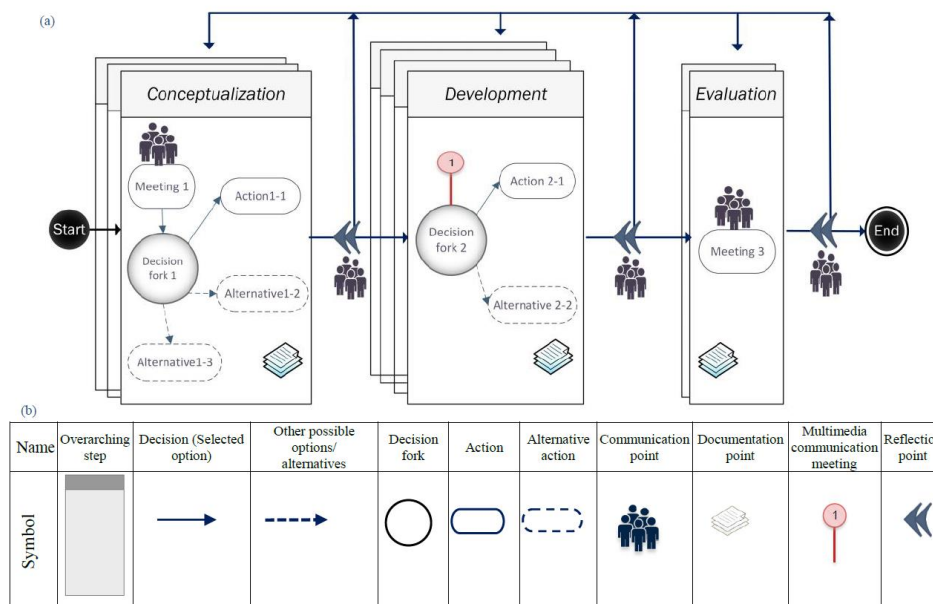 (a)
Conceptualization
Development
Evaluation
Meeting 1
Action1-1
Start
Decision
fork 1
Alternative1-2
Alternative1-3
1
Action 2-1
Decision
fork 2
Alternative 2-2
Meeting 3
End
(b)
Name
Overarching
step
Decision (Selected
option)
Other possible
options/
alternatives
Decision
fork
Action
Alternative
action
Communication
point
Documentation
point
Multimedia
communication
meeting
Reflection
point
Symbol
1